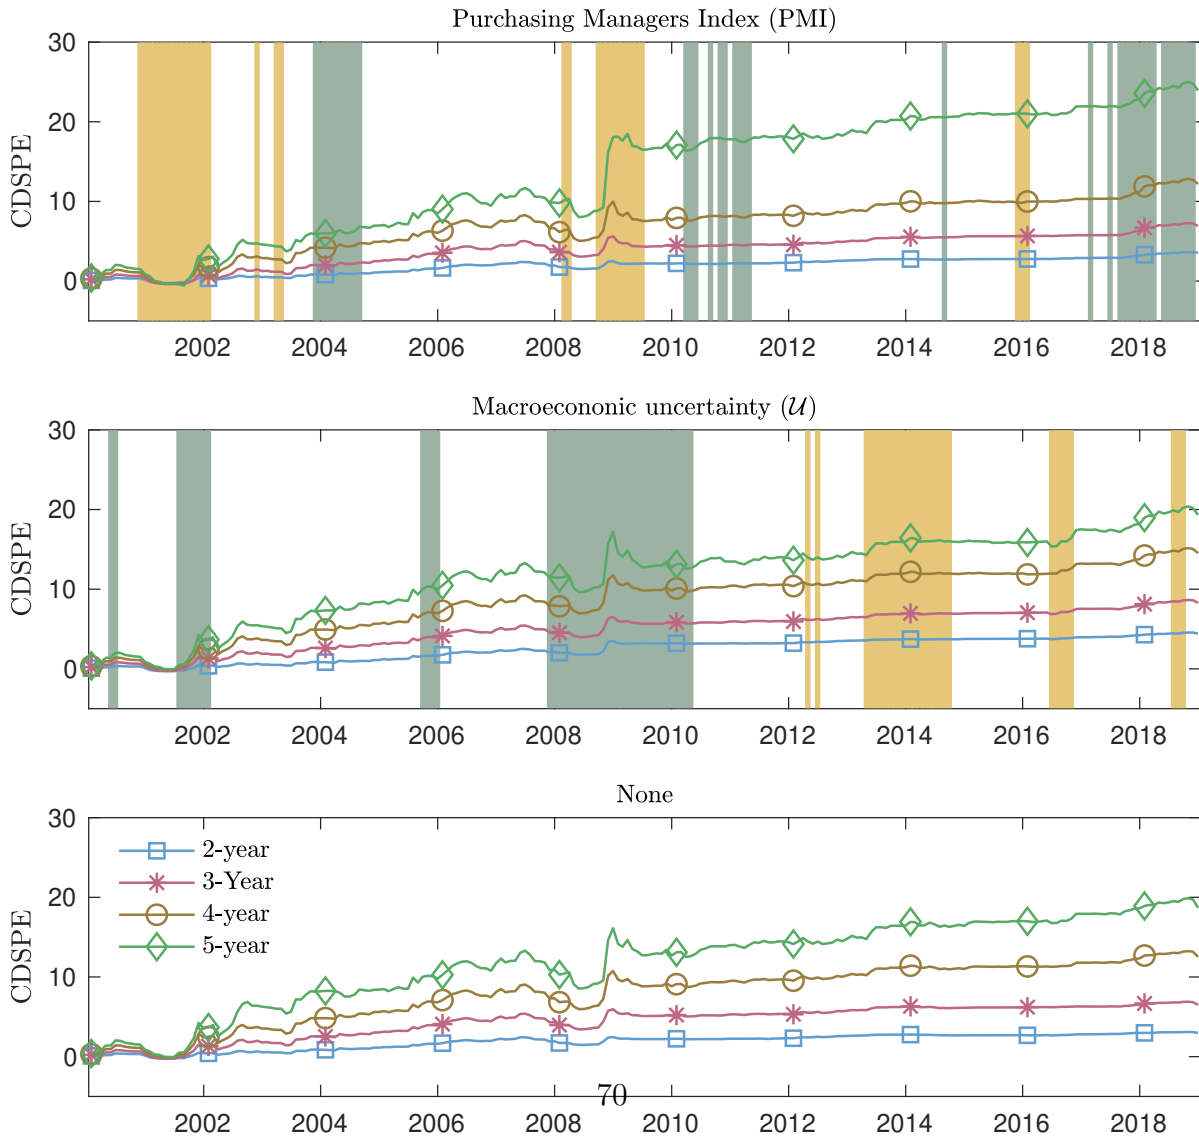 Purchasing Managers Index (PMI)
30
20
10
0
CDSPE
2002 2004 2006 2008 2010 2012 2014 2016 2018
Macroecononic uncertainty (𝒰)
30
20
10
0
CDSPE
2002 2004 2006 2008 2010 2012 2014 2016 2018
None
30
20
10
0
CDSPE
2-year
3-Year
4-year
5-year
70
2002 2004 2006 2008 2010 2012 2014 2016 2018